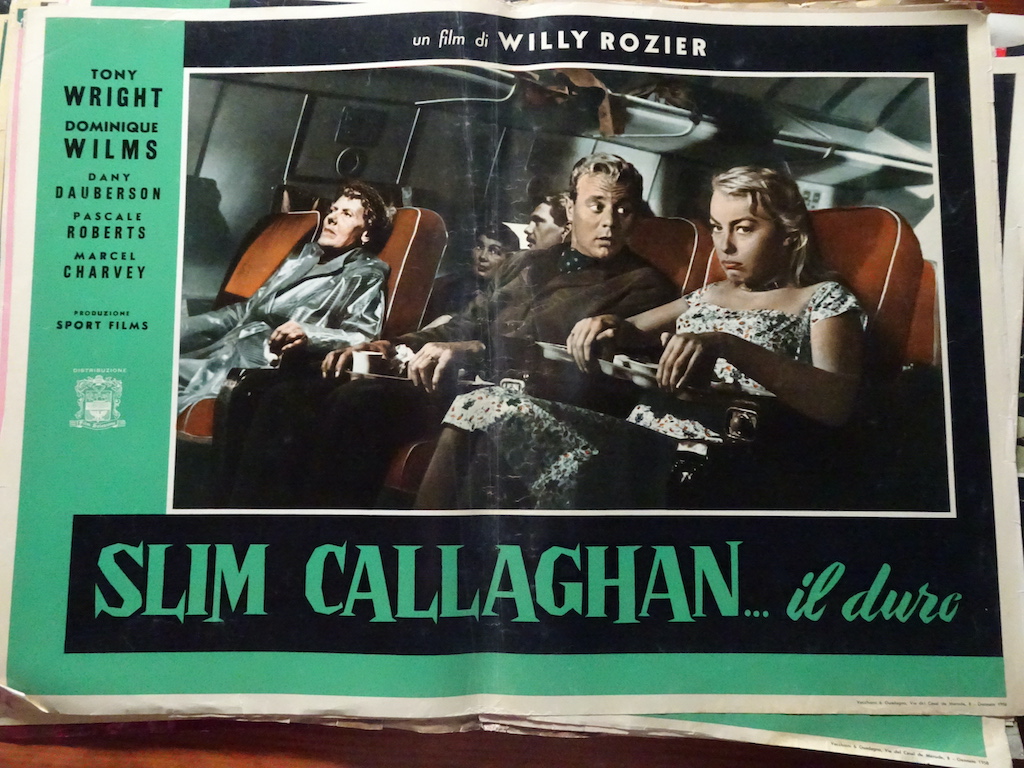 un film di WILLY ROZIER
TONY
WRIGHT
DOMINIQUE
WILMS
DANY
DAUBERSON
PASCALE
ROBERTS
MARCEL
CHARVEY
PRODUZIONE
SPORT FILMS
DISTRIBUZIONE
SLIM CALLAGHAN... il duro